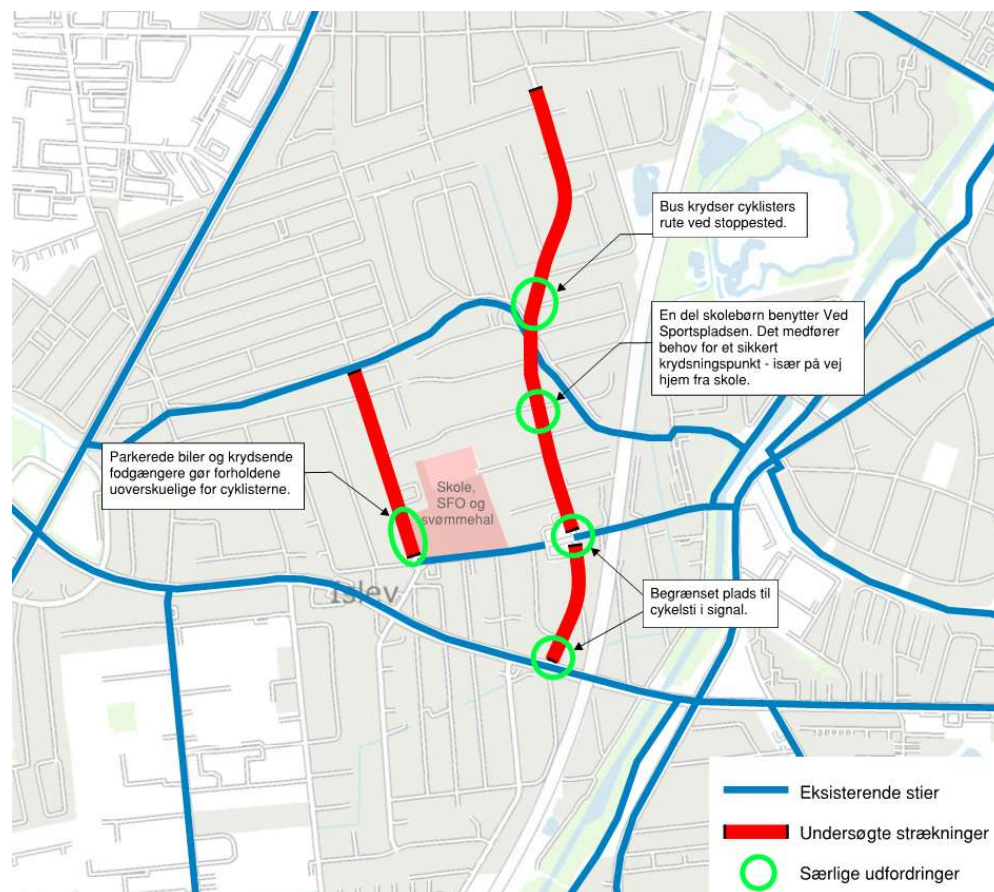 Bus krydser cyklisters
rute ved stoppested.
En del skolebørn benytter Ved
Sportspladsen. Det medfører
behov for et sikkert
krydsningspunkt - især på vej
hjem fra skole.
Parkerede biler og krydsende
fodgængere gør forholdene
uoverskuelige for cyklisterne.
Skole,
SFO og
svømmehal
Islev
Begrænset plads til
cykelsti i signal.
Eksisterende stier
Undersøgte strækninger
Særlige udfordringer